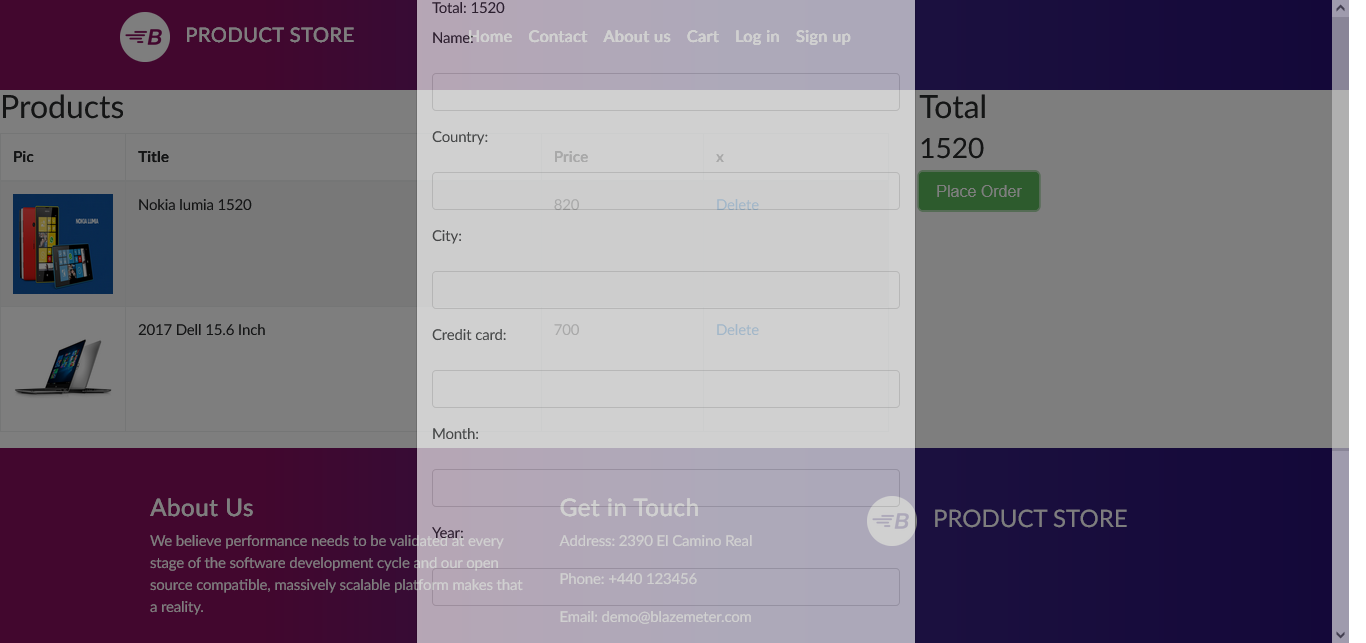 B PRODUCT STORE
Home Contact About us Cart Log in Sign up
Total: 1520
Name:
Country:
City:
Credit card:
Month:
Year:
Products
Pic Title Price x
NOKIA LUMIA
Nokia lumia 1520 820 Delete
2017 Dell 15.6 Inch 700 Delete
Total
1520
Place Order
About Us
We believe performance needs to be validated at every
stage of the software development cycle and our open
source compatible, massively scalable platform makes that
a reality.
Get in Touch
Address: 2390 El Camino Real
Phone: +440 123456
Email: demo@blazemeter.com
B PRODUCT STORE